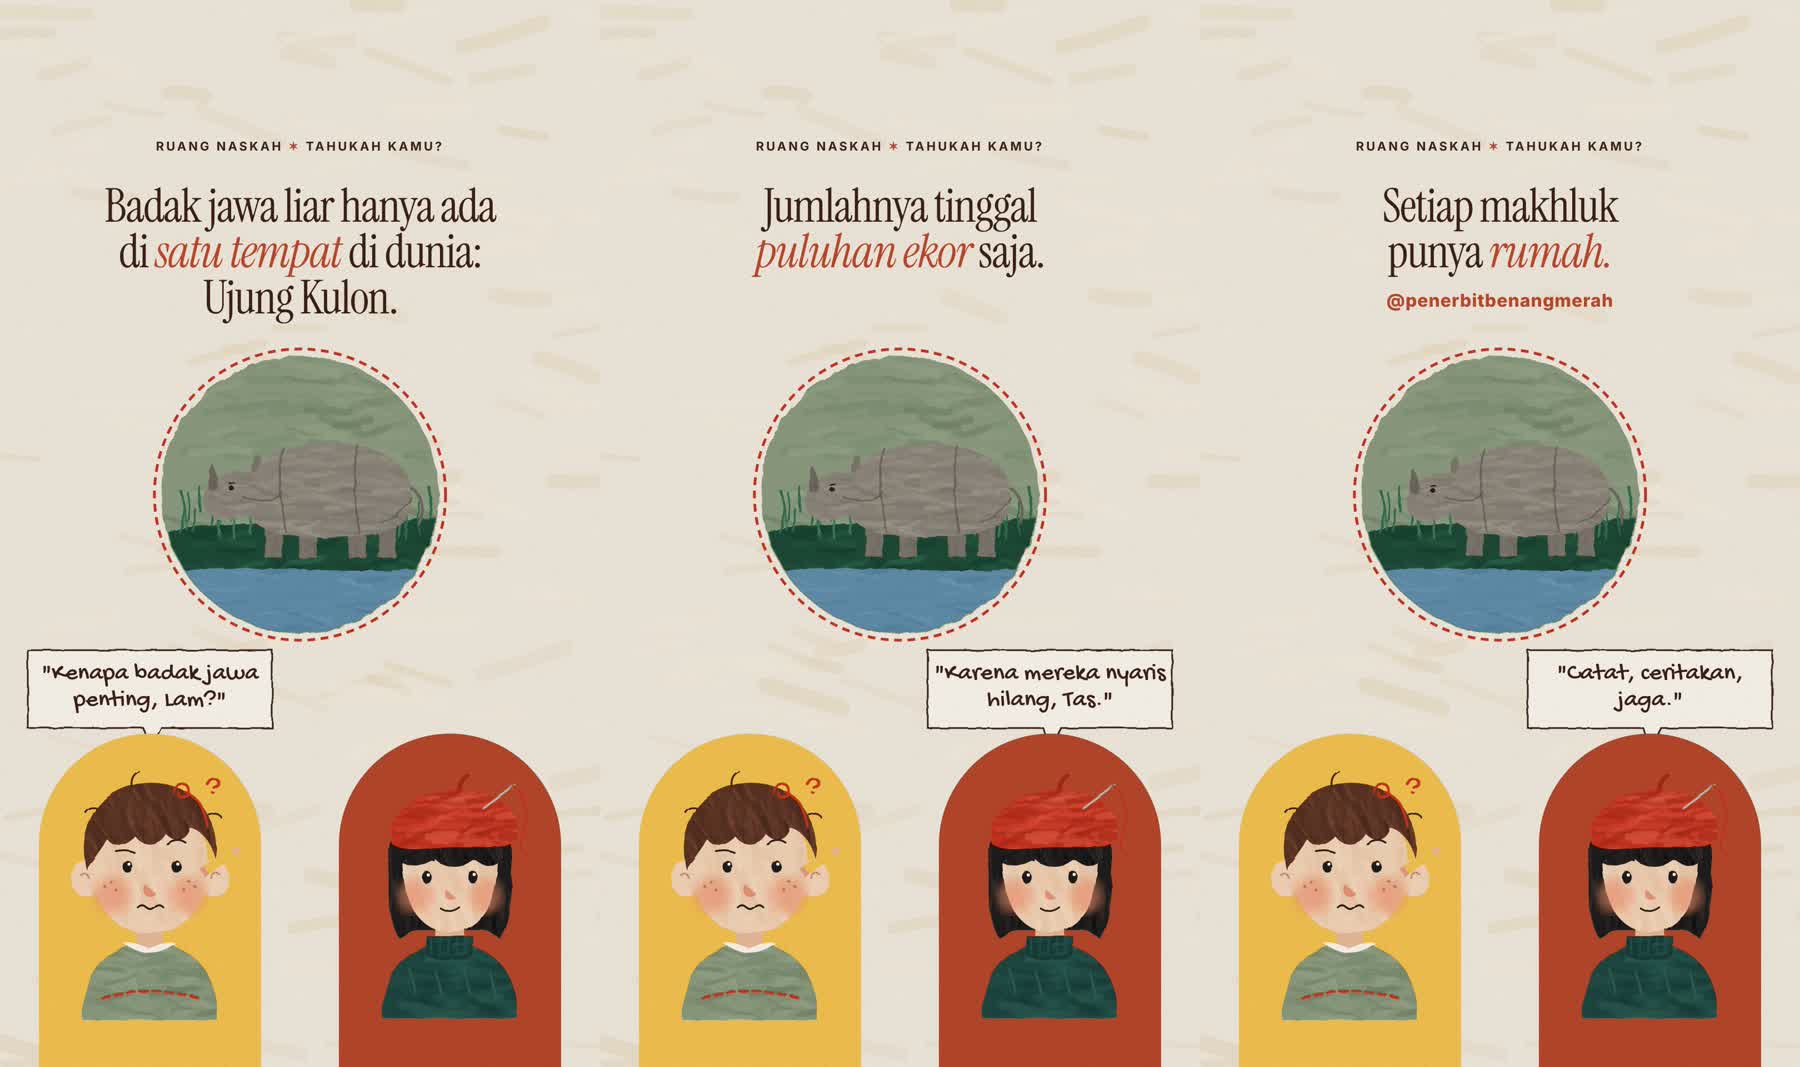 RUANG NASKAH ✶ TAHUKAH KAMU?
Badak jawa liar hanya ada
di satu tempat di dunia:
Ujung Kulon.
"Kenapa badak jawa
penting, Lam?"
?
RUANG NASKAH ✶ TAHUKAH KAMU?
Jumlahnya tinggal
puluhan ekor saja.
"Karena mereka nyaris
hilang, Tas."
?
RUANG NASKAH ✶ TAHUKAH KAMU?
Setiap makhluk
punya rumah.
@penerbitbenangmerah
"Catat, ceritakan,
jaga."
?